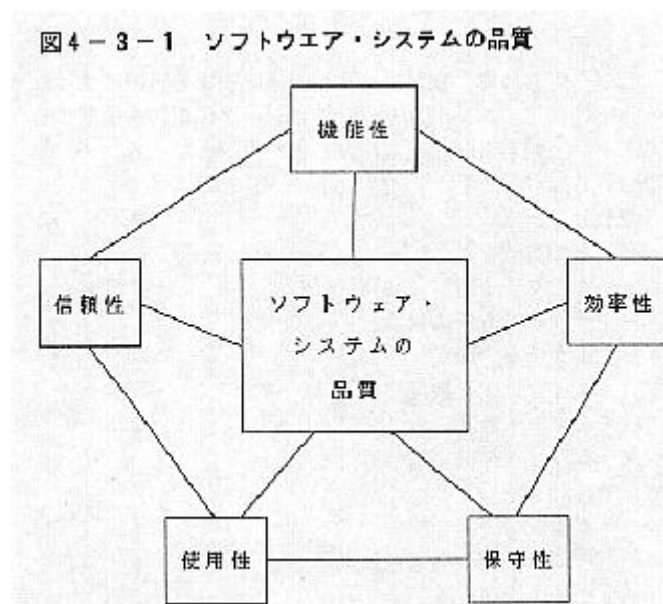 図4-3-1 ソフトウエア・システムの品質
機能性
信頼性
ソフトウェア・
システムの
品質
効率性
使用性
保守性